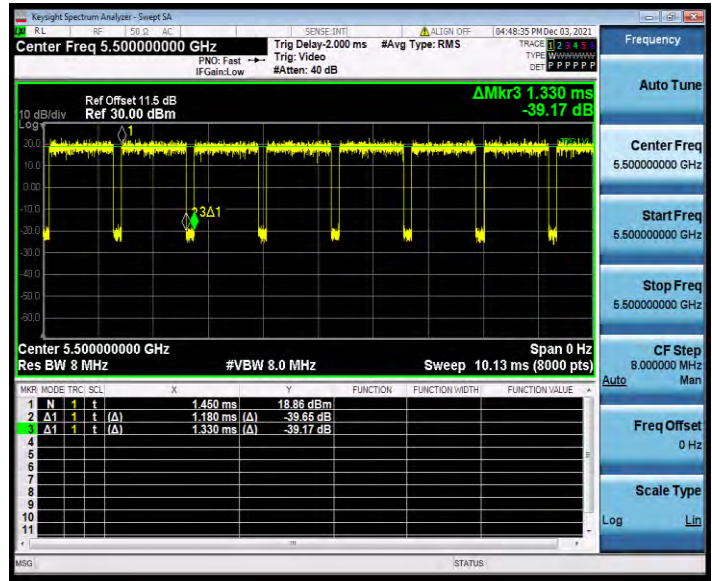 Keysight Spectrum Analyzer - Swept SA
RL RF 50 Ω AC SENSE:INT ALIGN OFF 04:48:35 PM Dec 03, 2021
Center Freq 5.500000000 GHz
PNO: Fast
IFGain:Low
Trig Delay-2.000 ms
Trig: Video
#Atten: 40 dB
#Avg Type: RMS
TRACE 1 2 3 4 5 6
TYPE WWWWWW
DET P P P P P P
ΔMkr3 1.330 ms
-39.17 dB
10 dB/div
Log
Ref Offset 11.5 dB
Ref 30.00 dBm
1
20.0
10.0
0.00
-10.0
-20.0
-30.0
-40.0
-50.0
-60.0
3Δ1
Center 5.500000000 GHz Span 0 Hz
Res BW 8 MHz #VBW 8.0 MHz Sweep 10.13 ms (8000 pts)
MKR MODE TRC SCL X Y FUNCTION FUNCTION WIDTH FUNCTION VALUE
1 N 1 t 1.450 ms 18.86 dBm
2 Δ1 1 t (Δ) 1.180 ms (Δ) -39.65 dB
3 Δ1 1 t (Δ) 1.330 ms (Δ) -39.17 dB
4
5
6
7
8
9
10
11
MSG STATUS
Frequency
Auto Tune
Center Freq
5.500000000 GHz
Start Freq
5.500000000 GHz
Stop Freq
5.500000000 GHz
CF Step
8.000000 MHz
Auto Man
Freq Offset
0 Hz
Scale Type
Log Lin